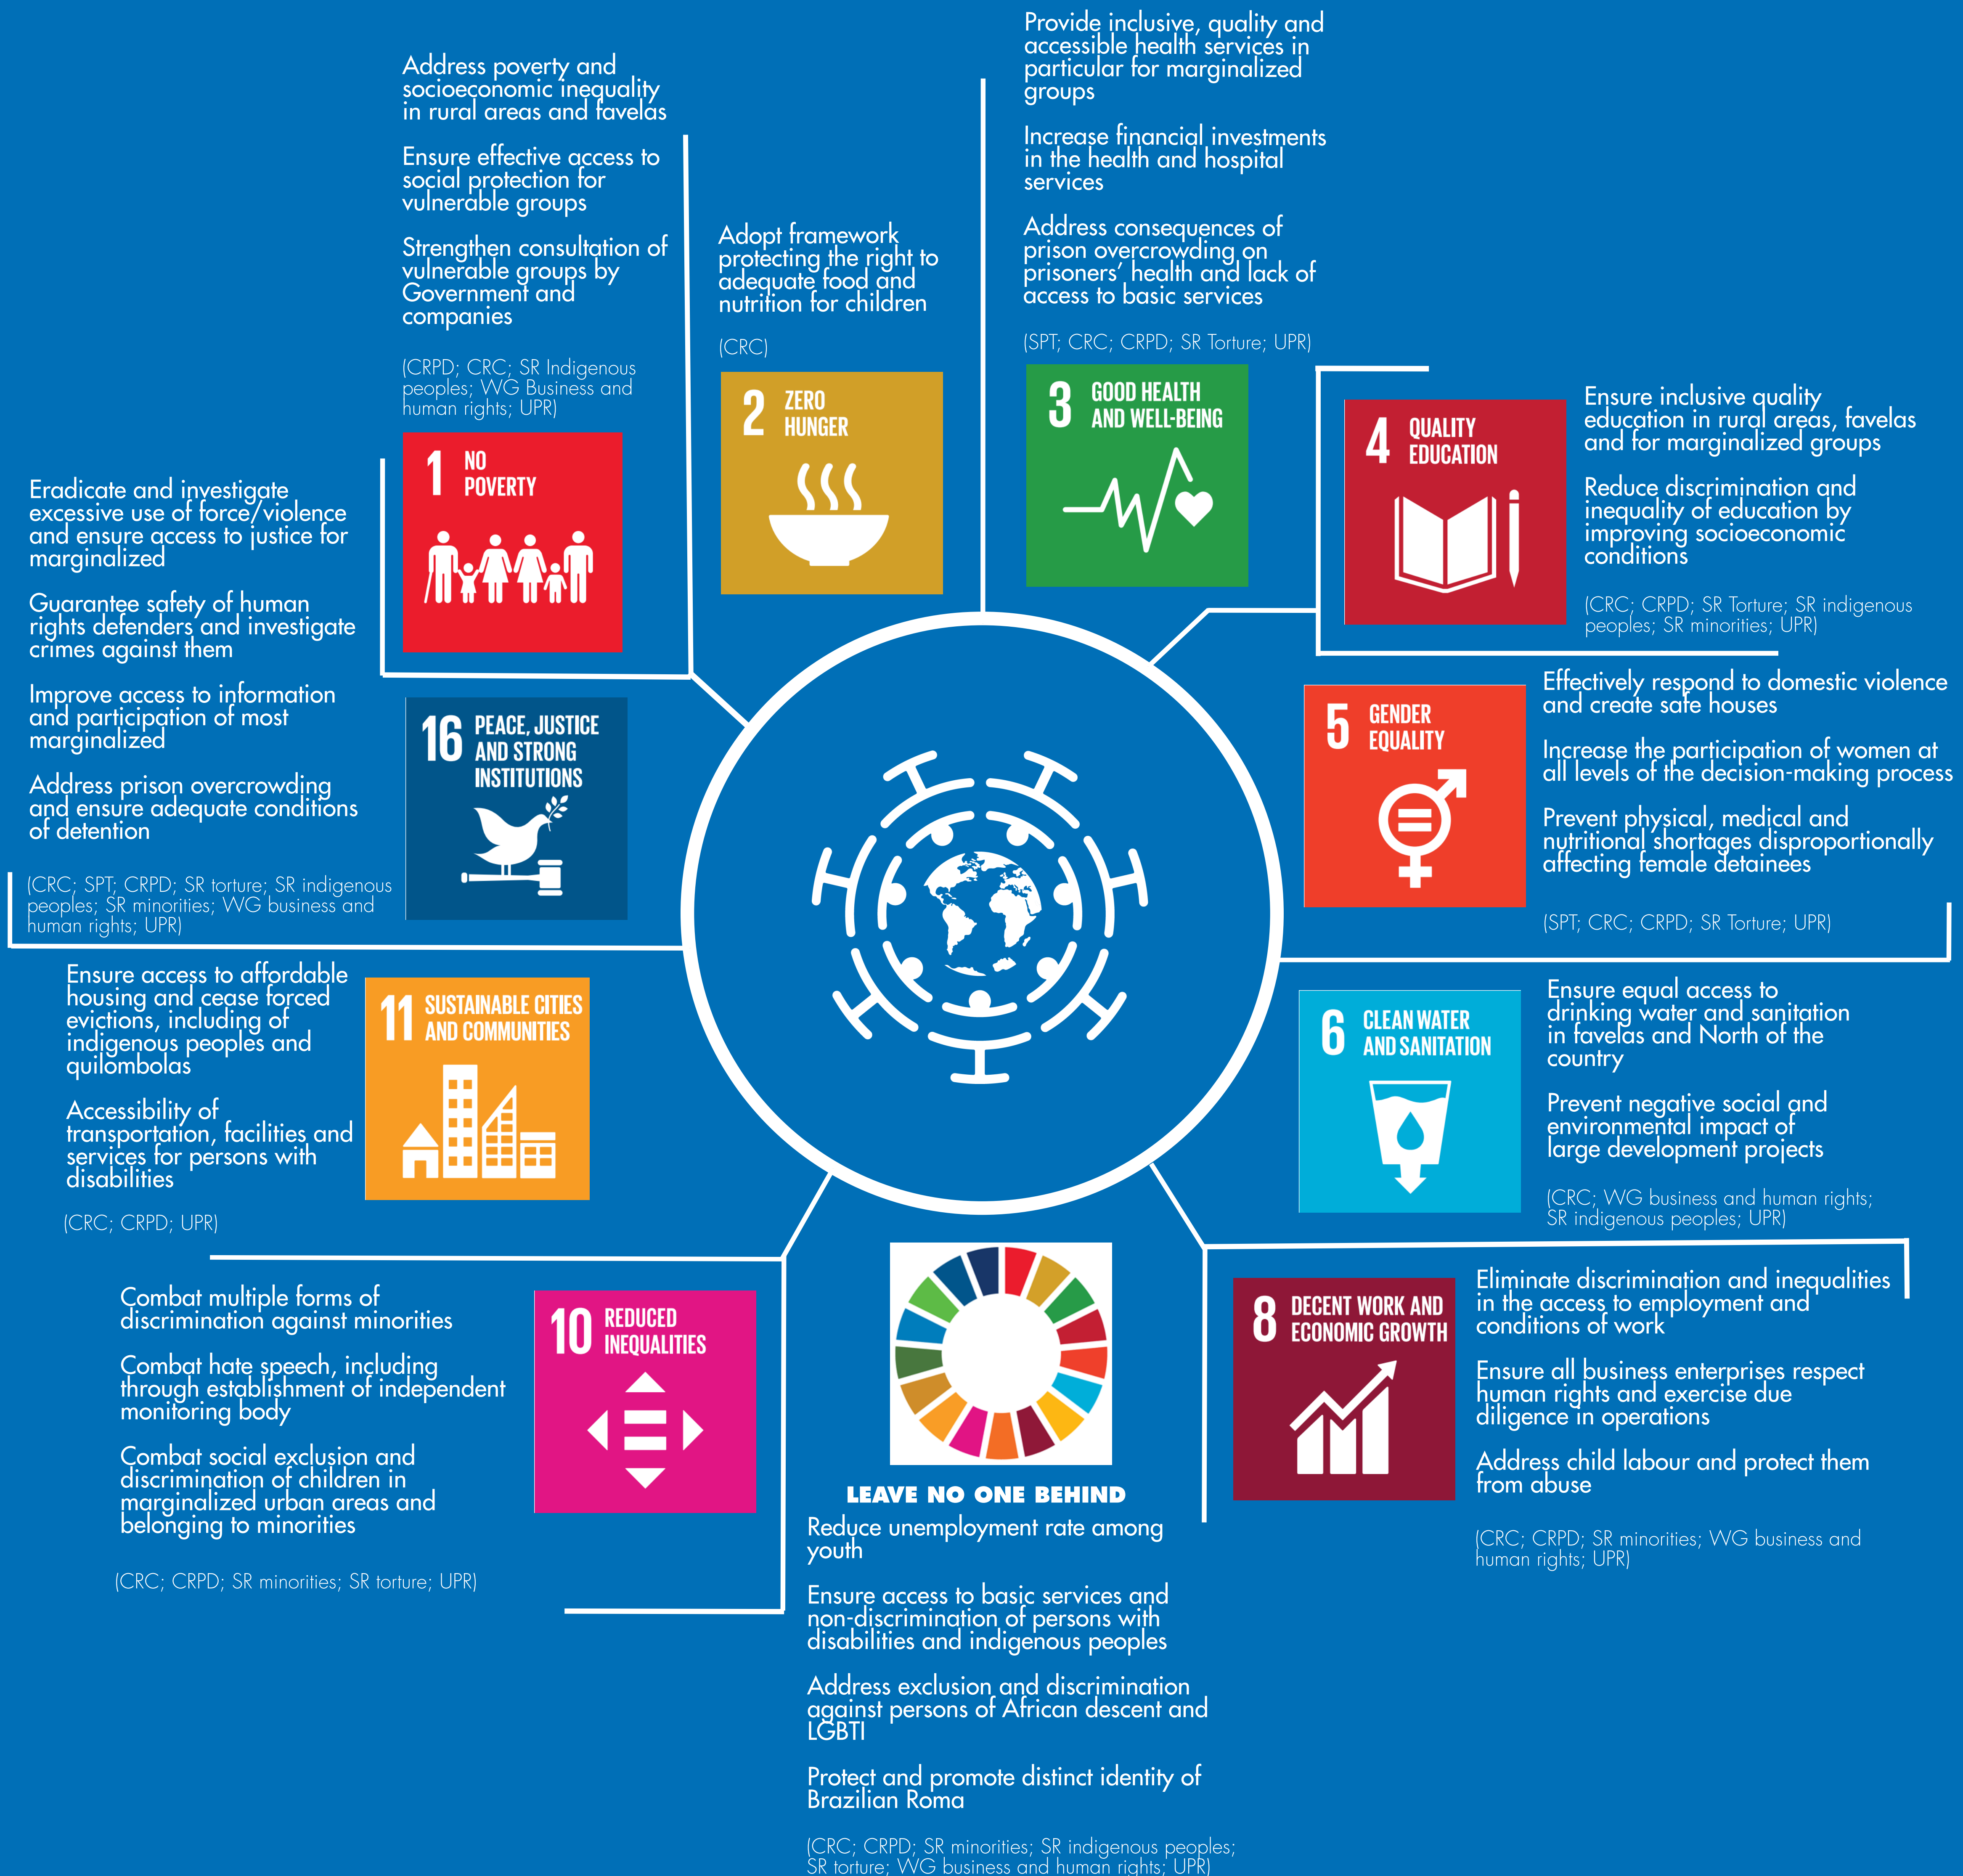 Address poverty and
socioeconomic inequality
in rural areas and favelas
Ensure effective access to
social protection for
vulnerable groups
Strengthen consultation of
vulnerable groups by
Government and
companies
(CRPD; CRC; SR Indigenous
peoples; WG Business and
human rights; UPR)
1 NO
POVERTY
Adopt framework
protecting the right to
adequate food and
nutrition for children
(CRC)
2 ZERO
HUNGER
Provide inclusive, quality and
accessible health services in
particular for marginalized
groups
Increase financial investments
in the health and hospital
services
Address consequences of
prison overcrowding on
prisoners' health and lack of
access to basic services
(SPT; CRC; CRPD; SR Torture; UPR)
3 GOOD HEALTH
AND WELL-BEING
4 QUALITY
EDUCATION
Ensure inclusive quality
education in rural areas, favelas
and for marginalized groups
Reduce discrimination and
inequality of education by
improving socioeconomic
conditions
(CRC; CRPD; SR Torture; SR indigenous
peoples; SR minorities; UPR)
5 GENDER
EQUALITY
Effectively respond to domestic violence
and create safe houses
Increase the participation of women at
all levels of the decision-making process
Prevent physical, medical and
nutritional shortages disproportionally
affecting female detainees
(SPT; CRC; CRPD; SR Torture; UPR)
6 CLEAN WATER
AND SANITATION
Ensure equal access to
drinking water and sanitation
in favelas and North of the
country
Prevent negative social and
environmental impact of
large development projects
(CRC; WG business and human rights;
SR indigenous peoples; UPR)
8 DECENT WORK AND
ECONOMIC GROWTH
Eliminate discrimination and inequalities
in the access to employment and
conditions of work
Ensure all business enterprises respect
human rights and exercise due
diligence in operations
Address child labour and protect them
from abuse
(CRC; CRPD; SR minorities; WG business and
human rights; UPR)
LEAVE NO ONE BEHIND
Reduce unemployment rate among
youth
Ensure access to basic services and
non-discrimination of persons with
disabilities and indigenous peoples
Address exclusion and discrimination
against persons of African descent and
LGBTI
Protect and promote distinct identity of
Brazilian Roma
(CRC; CRPD; SR minorities; SR indigenous peoples;
SR torture; WG business and human rights; UPR)
Combat multiple forms of
discrimination against minorities
Combat hate speech, including
through establishment of independent
monitoring body
Combat social exclusion and
discrimination of children in
marginalized urban areas and
belonging to minorities
(CRC; CRPD; SR minorities; SR torture; UPR)
10 REDUCED
INEQUALITIES
Ensure access to affordable
housing and cease forced
evictions, including of
indigenous peoples and
quilombolas
Accessibility of
transportation, facilities and
services for persons with
disabilities
(CRC; CRPD; UPR)
11 SUSTAINABLE CITIES
AND COMMUNITIES
Eradicate and investigate
excessive use of force/violence
and ensure access to justice for
marginalized
Guarantee safety of human
rights defenders and investigate
crimes against them
Improve access to information
and participation of most
marginalized
Address prison overcrowding
and ensure adequate conditions
of detention
(CRC; SPT; CRPD; SR torture; SR indigenous
peoples; SR minorities; WG business and
human rights; UPR)
16 PEACE, JUSTICE
AND STRONG
INSTITUTIONS